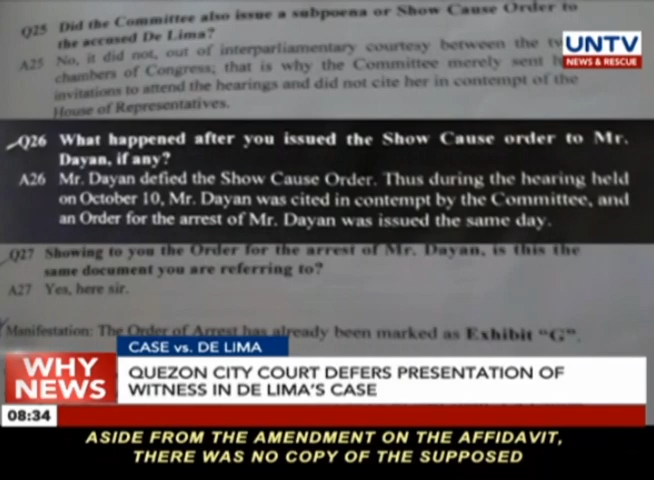 Q25 Did the Committee also issue a subpoena or Show Cause Order to
the accused De Lima?
A25 No, it did not, out of interparliamentary courtesy between the
chambers of Congress; that is why the Committee merely sent
invitations to attend the hearings and did not cite her in contempt of the
House of Representatives.
UNTV
NEWS & RESCUE
Q26 What happened after you issued the Show Cause order to Mr.
Dayan, if any?
A26 Mr. Dayan defied the Show Cause Order. Thus during the hearing held
on October 10, Mr. Dayan was cited in contempt by the Committee, and
an Order for the arrest of Mr. Dayan was issued the same day.
Q27 Showing to you the Order for the arrest of Mr. Dayan, is this the
same document you are referring to?
A27 Yes, here sir.
Manifestation: The Order of Arrest has already been marked as Exhibit “G”.
CASE vs. DE LIMA
WHY
NEWS
QUEZON CITY COURT DEFERS PRESENTATION OF
WITNESS IN DE LIMA'S CASE
08:34
ASIDE FROM THE AMENDMENT ON THE AFFIDAVIT,
THERE WAS NO COPY OF THE SUPPOSED